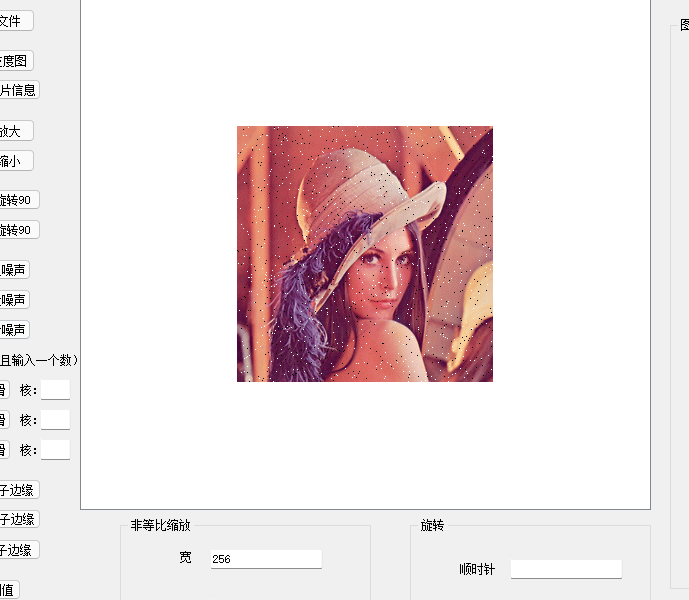 文件
度图
片信息
放大
缩小
旋转90
旋转90
噪声
噪声
噪声
且输入一个数）
滑 核：
滑 核：
滑 核：
子边缘
子边缘
子边缘
值
非等比缩放
宽 256
旋转
顺时针
图